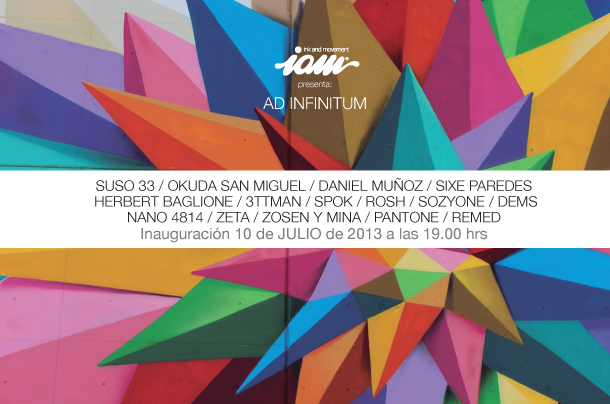 ink and movement
iam
presenta:
AD INFINITUM
SUSO 33 / OKUDA SAN MIGUEL / DANIEL MUÑOZ / SIXE PAREDES
HERBERT BAGLIONE / 3TTMAN / SPOK / ROSH / SOZYONE / DEMS
NANO 4814 / ZETA / ZOSEN Y MINA / PANTONE / REMED
Inauguración 10 de JULIO de 2013 a las 19.00 hrs